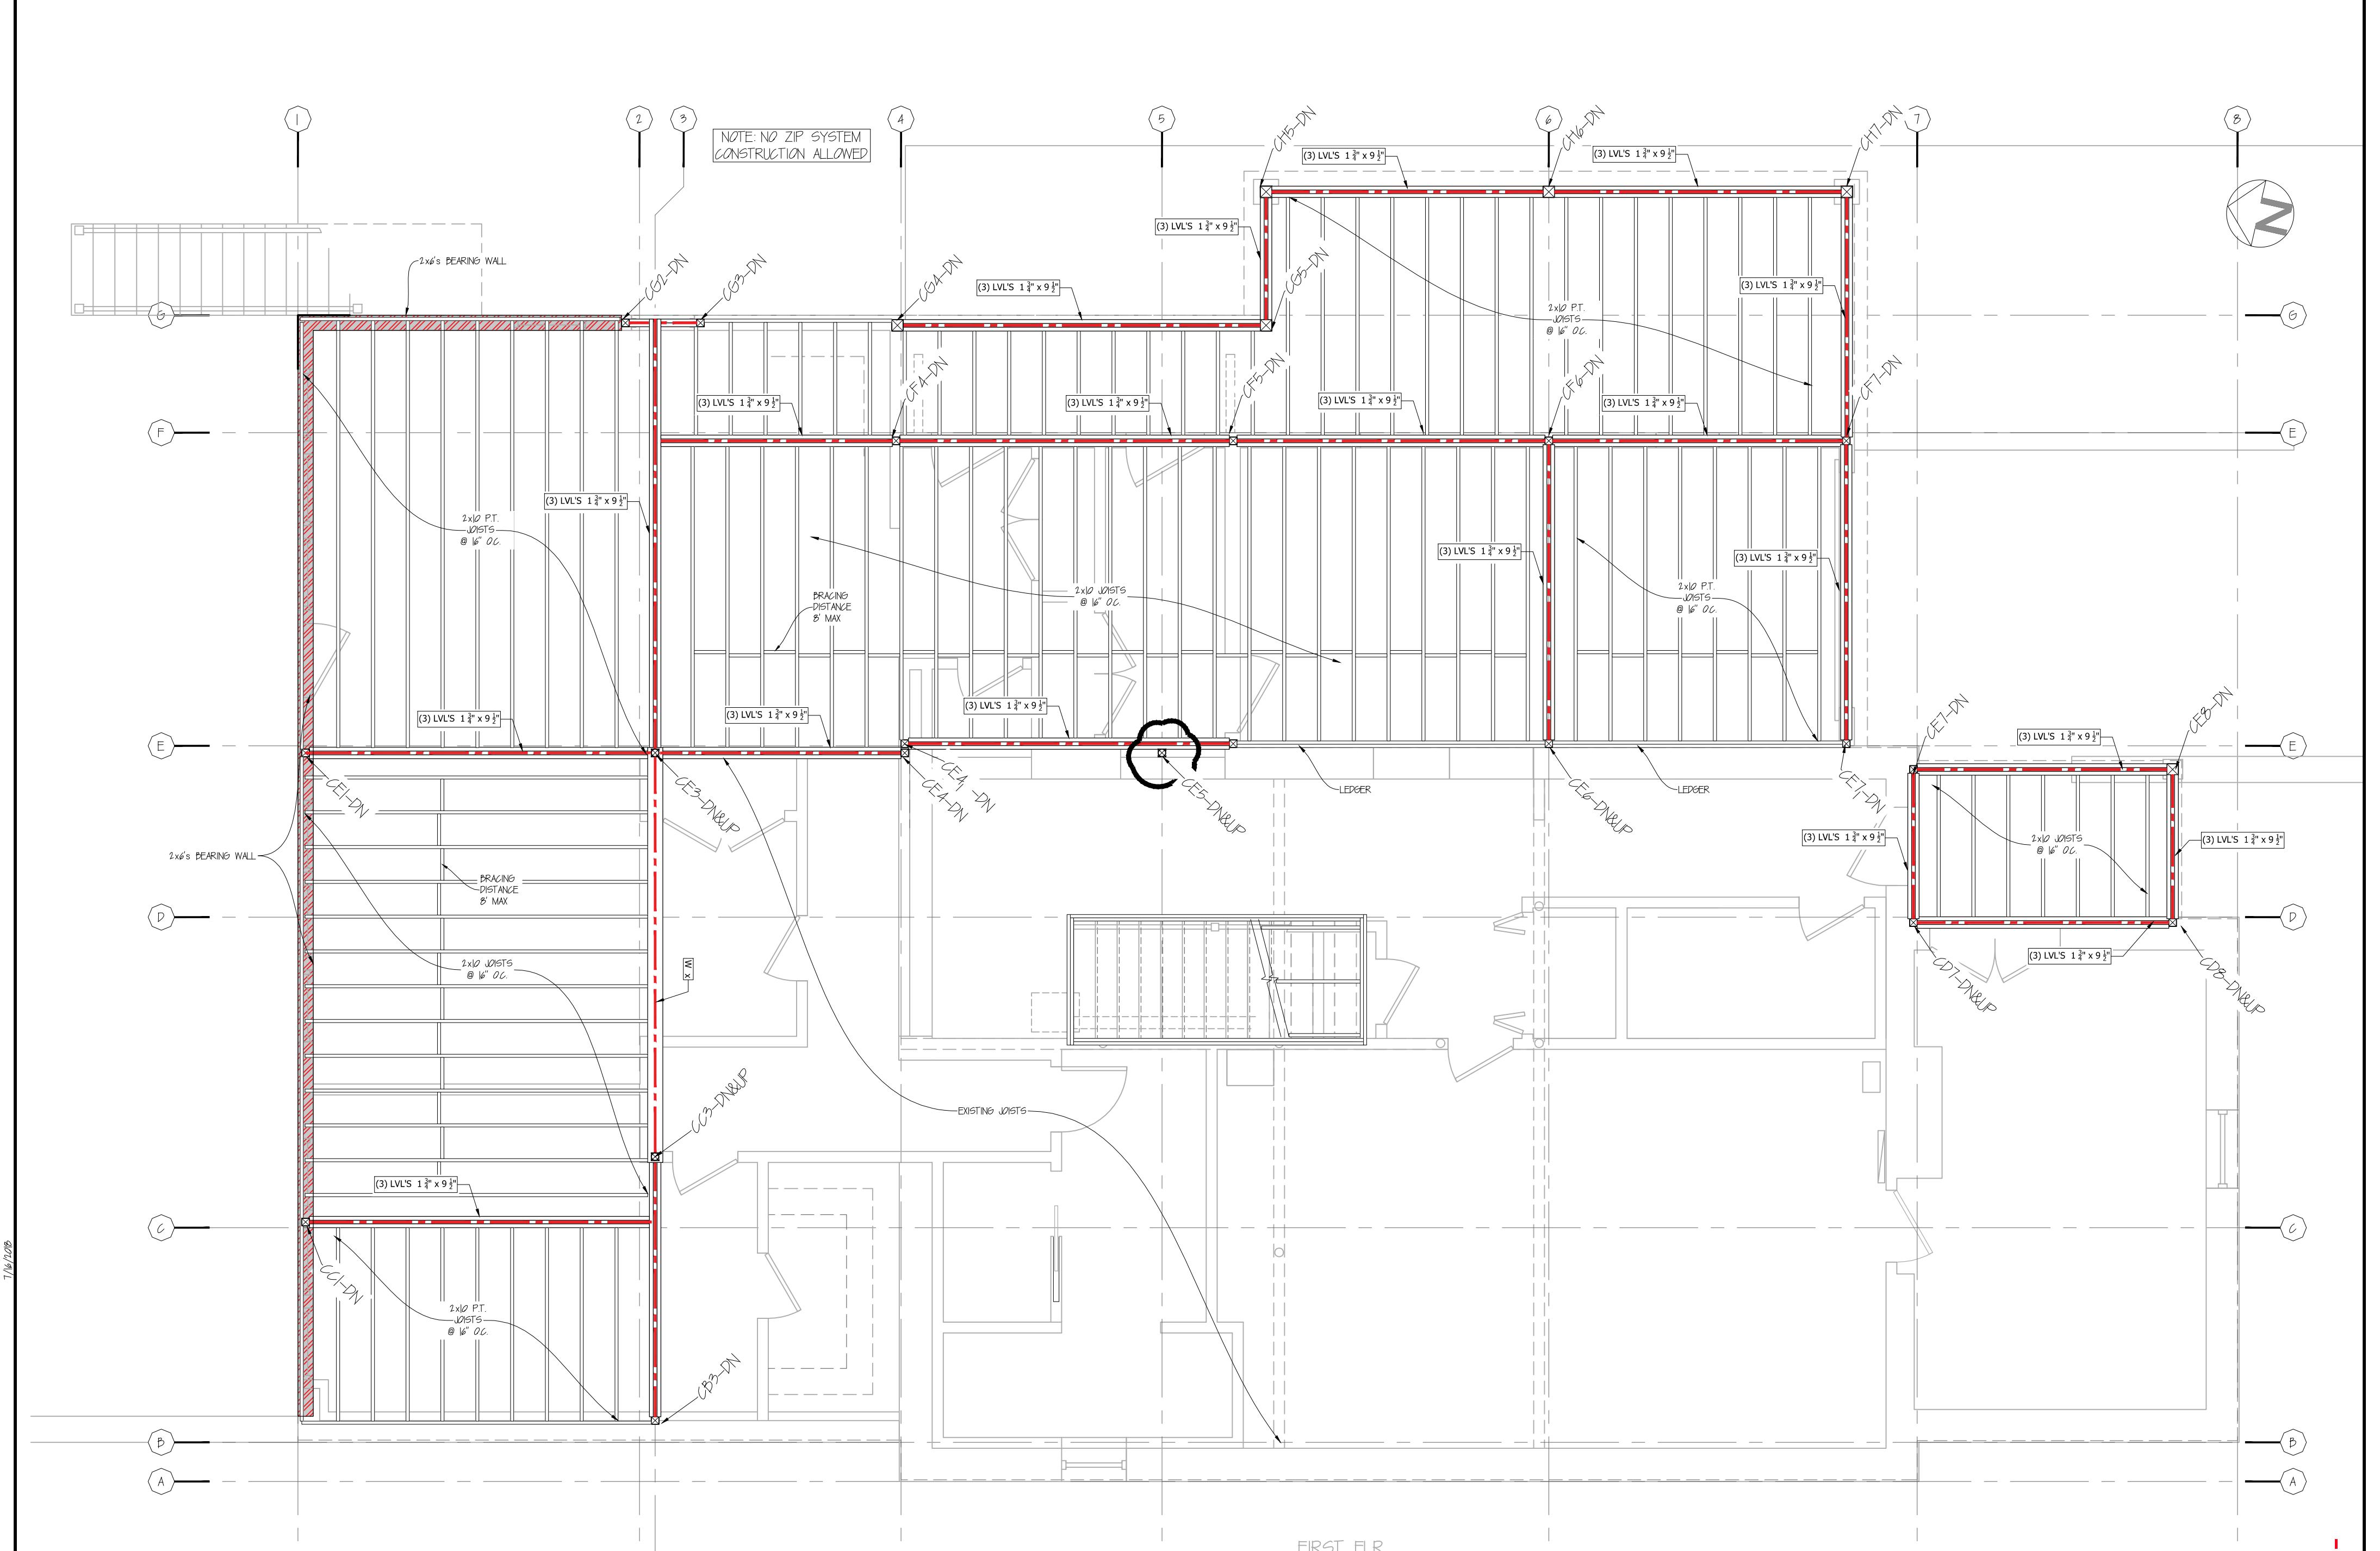 1
2
3
4
5
6
7
8
NOTE: NO ZIP SYSTEM
CONSTRUCTION ALLOWED
CH5-DN
CH6-DN
CH7-DN
(3) LVL'S 1 3/4" x 9 1/2"
(3) LVL'S 1 3/4" x 9 1/2"
N
(3) LVL'S 1 3/4" x 9 1/2"
2x6's BEARING WALL
CG2-DN
CG3-DN
CG4-DN
CG5-DN
(3) LVL'S 1 3/4" x 9 1/2"
(3) LVL'S 1 3/4" x 9 1/2"
G
G
2x10 P.T.
JOISTS
@ 16" O.C.
CF4-DN
CF5-DN
CF6-DN
CF7-DN
(3) LVL'S 1 3/4" x 9 1/2"
(3) LVL'S 1 3/4" x 9 1/2"
(3) LVL'S 1 3/4" x 9 1/2"
(3) LVL'S 1 3/4" x 9 1/2"
F
E
(3) LVL'S 1 3/4" x 9 1/2"
2x10 P.T.
JOISTS
@ 16" O.C.
(3) LVL'S 1 3/4" x 9 1/2"
(3) LVL'S 1 3/4" x 9 1/2"
BRACING
DISTANCE
8' MAX
2x10 JOISTS
@ 16" O.C.
2x10 P.T.
JOISTS
@ 16" O.C.
(3) LVL'S 1 3/4" x 9 1/2"
(3) LVL'S 1 3/4" x 9 1/2"
(3) LVL'S 1 3/4" x 9 1/2"
CE7-DN
CE8-DN
(3) LVL'S 1 3/4" x 9 1/2"
E
E
CE1-DN
CE3-DN&UP
CE4₁-DN
CE4-DN
CE5-DN&UP
LEDGER
CE6-DN&UP
LEDGER
CE7₁-DN
(3) LVL'S 1 3/4" x 9 1/2"
2x10 JOISTS
@ 16" O.C.
(3) LVL'S 1 3/4" x 9 1/2"
2x6's BEARING WALL
BRACING
DISTANCE
8' MAX
D
D
(3) LVL'S 1 3/4" x 9 1/2"
CD7-DN&UP
CD8-DN&UP
2x10 JOISTS
@ 16" O.C.
W x
CC3-DN&UP
EXISTING JOISTS
(3) LVL'S 1 3/4" x 9 1/2"
C
C
7/16/2018
CC1-DN
2x10 P.T.
JOISTS
@ 16" O.C.
CB3-DN
B
B
A
A
FIRST FLR